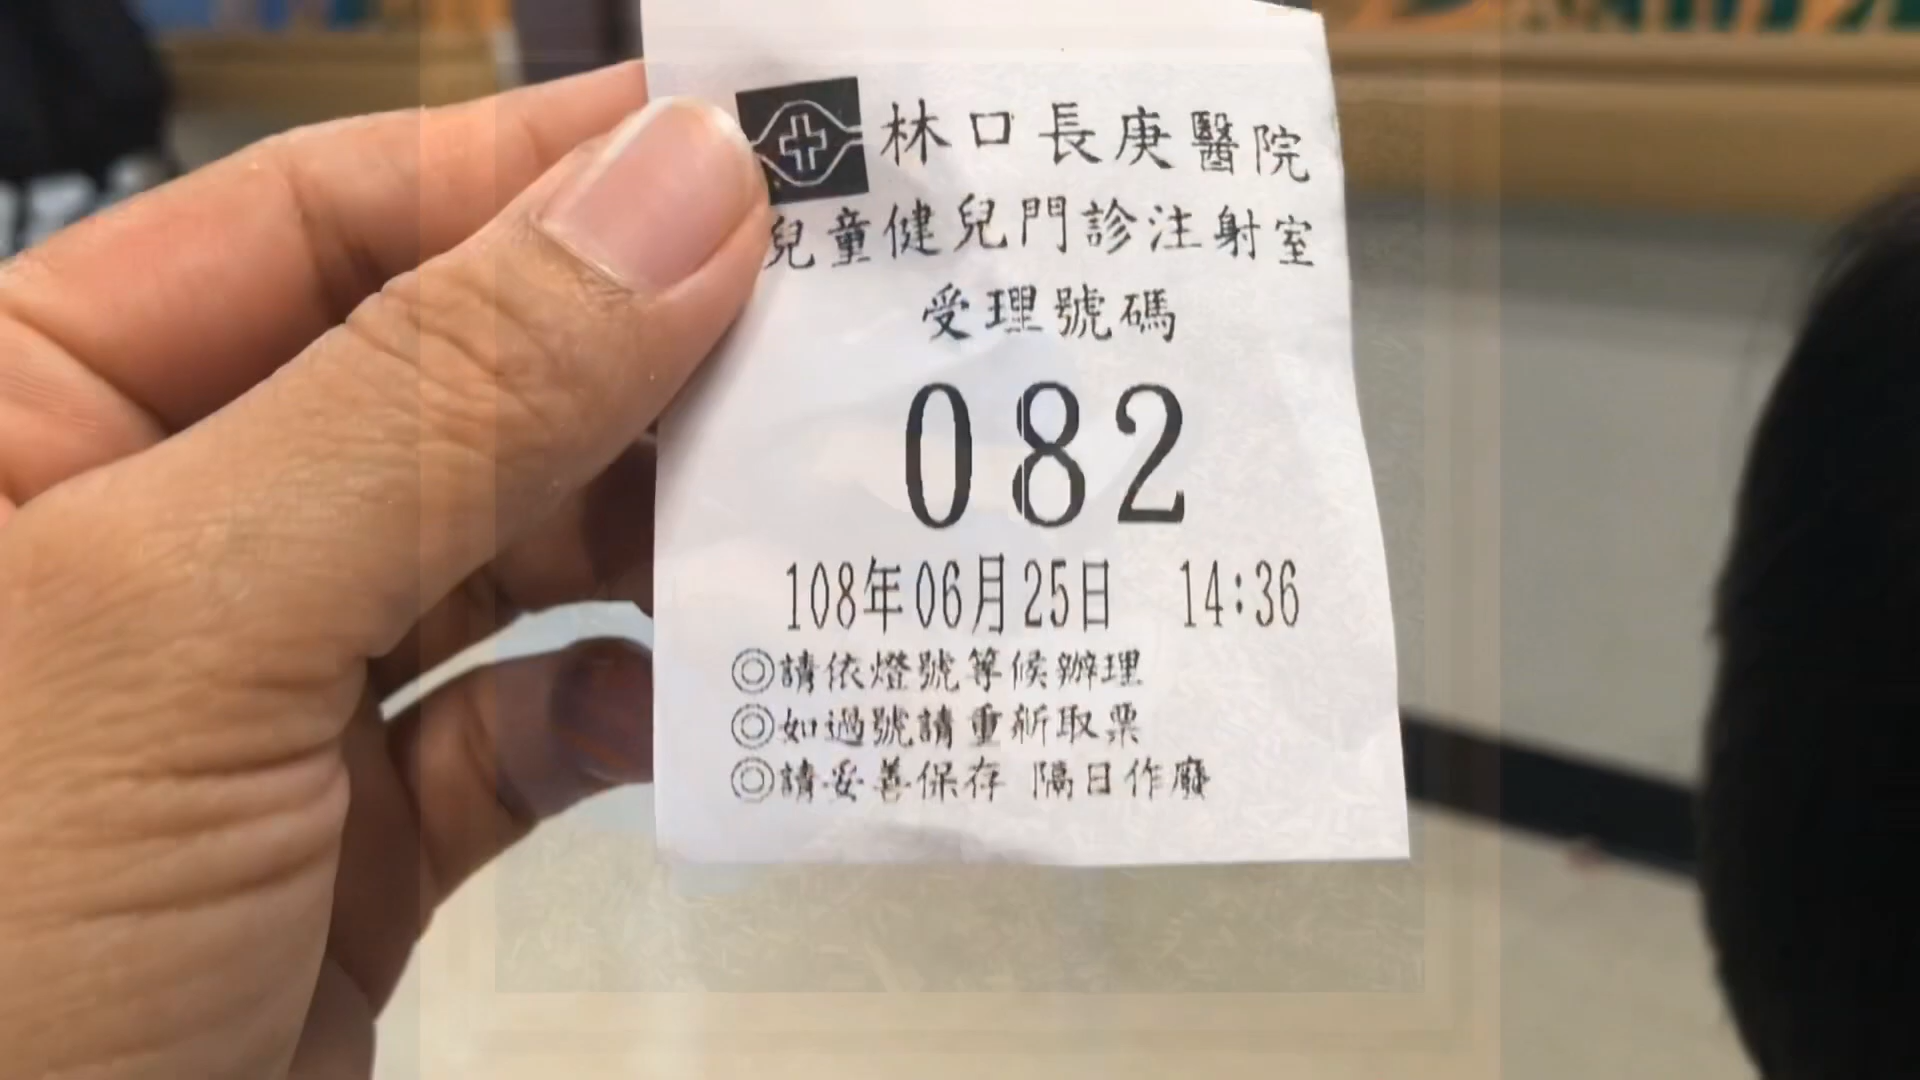 林口長庚醫院
兒童健兒門診注射室
受理號碼
082
108年06月25日 14:36
◎請依燈號等候辦理
◎如過號請重新取票
◎請妥善保存 隔日作廢